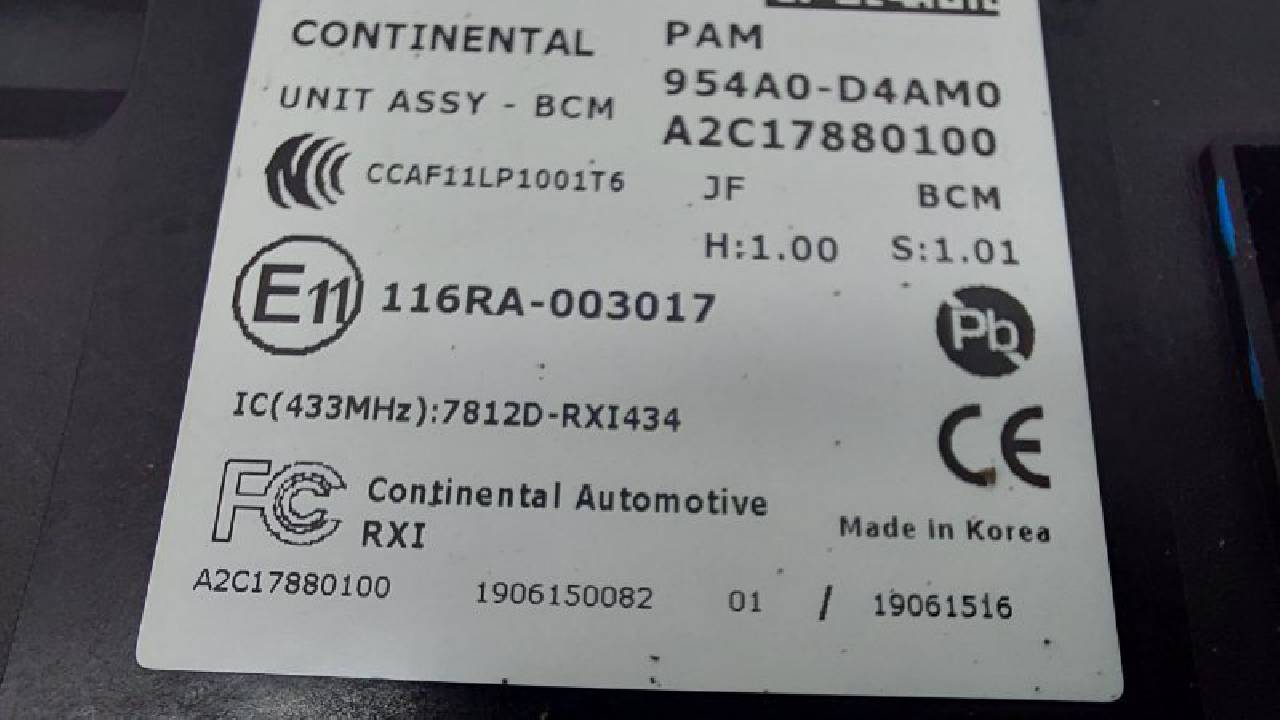 CONTINENTAL PAM
954A0-D4AM0
UNIT ASSY - BCM
A2C17880100
CCAF11LP1001T6 JF BCM
H:1.00 S:1.01
E11 116RA-003017
Pb
IC(433MHz):7812D-RXI434
CE
FC Continental Automotive
RXI
Made in Korea
A2C17880100 1906150082 01 / 19061516